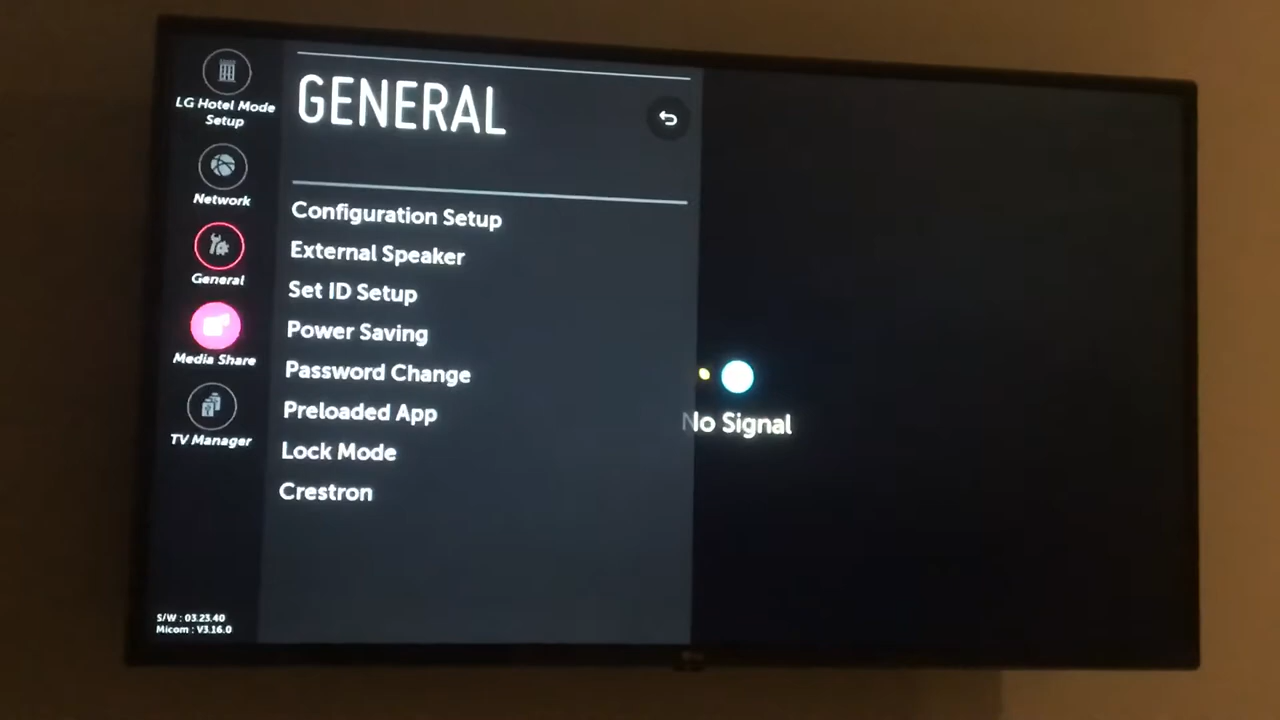 LG Hotel Mode
Setup
Network
General
Media Share
TV Manager
S/W : 03.23.40
Micom : V3.16.0
GENERAL
Configuration Setup
External Speaker
Set ID Setup
Power Saving
Password Change
Preloaded App
Lock Mode
Crestron
No Signal